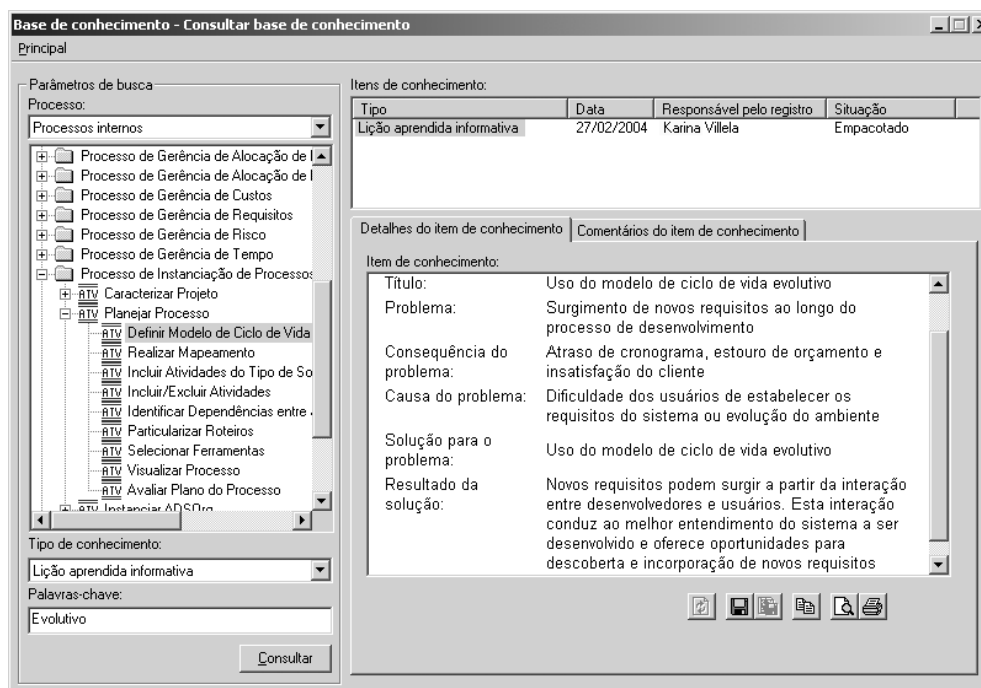 Base de conhecimento - Consultar base de conhecimento
Principal
Parâmetros de busca
Processo:
Processos internos
Processo de Gerência de Alocação de
Processo de Gerência de Alocação de
Processo de Gerência de Custos
Processo de Gerência de Requisitos
Processo de Gerência de Risco
Processo de Gerência de Tempo
Processo de Instanciação de Processos
ATV Caracterizar Projeto
ATV Planejar Processo
ATV Definir Modelo de Ciclo de Vida
ATV Realizar Mapeamento
ATV Incluir Atividades do Tipo de So
ATV Incluir/Excluir Atividades
ATV Identificar Dependências entre
ATV Particularizar Roteiros
ATV Selecionar Ferramentas
ATV Visualizar Processo
ATV Avaliar Plano do Processo
ATV Instanciar ADSOrg
Tipo de conhecimento:
Lição aprendida informativa
Palavras-chave:
Evolutivo
Consultar
Itens de conhecimento:
Tipo Data Responsável pelo registro Situação
Lição aprendida informativa 27/02/2004 Karina Villela Empacotado
Detalhes do item de conhecimento Comentários do item de conhecimento
Item de conhecimento:
Título: Uso do modelo de ciclo de vida evolutivo
Problema: Surgimento de novos requisitos ao longo do
processo de desenvolvimento
Consequência do Atraso de cronograma, estouro de orçamento e
problema: insatisfação do cliente
Causa do problema: Dificuldade dos usuários de estabelecer os
requisitos do sistema ou evolução do ambiente
Solução para o
problema: Uso do modelo de ciclo de vida evolutivo
Resultado da Novos requisitos podem surgir a partir da interação
solução: entre desenvolvedores e usuários. Esta interação
conduz ao melhor entendimento do sistema a ser
desenvolvido e oferece oportunidades para
descoberta e incorporação de novos requisitos